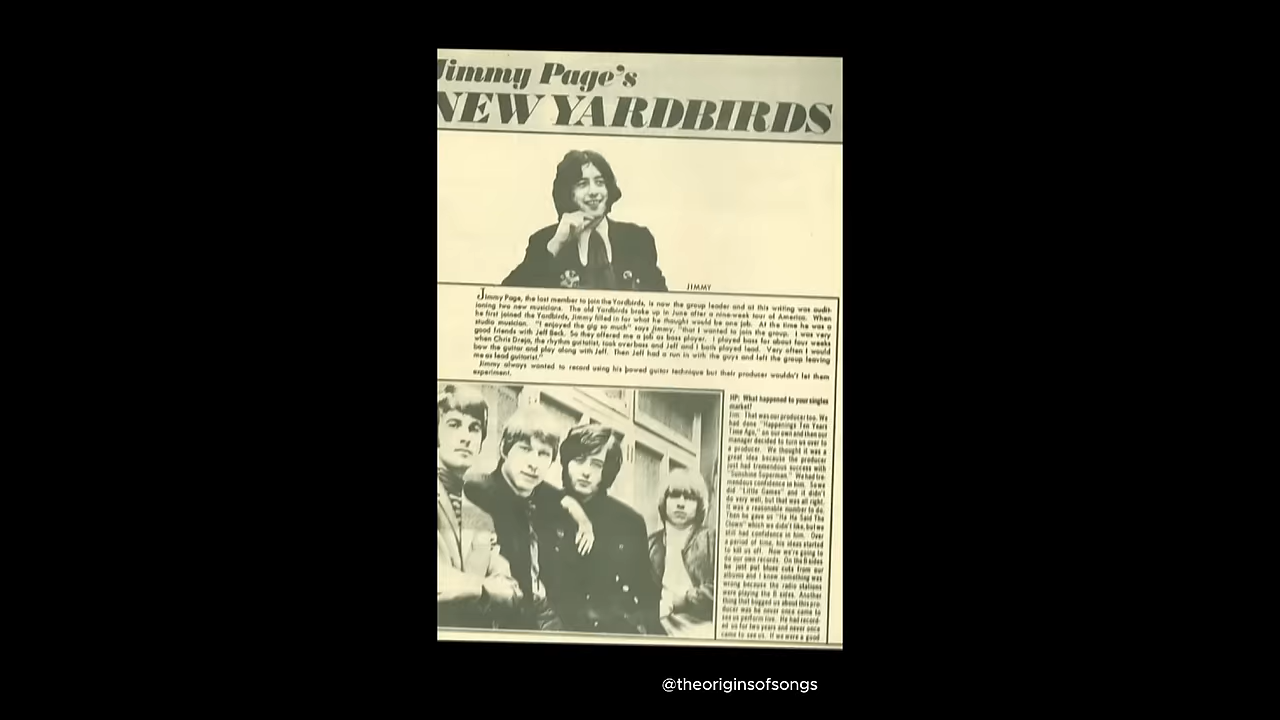 Jimmy Page's
NEW YARDBIRDS
JIMMY
Jimmy Page, the last member to join the Yardbirds, is now the group leader and at this writing was audit-
ioning two new musicians. The old Yardbirds broke up in June after a nine-week tour of America. When
he first joined the Yardbirds, Jimmy filled in for what he thought would be one job. At the time he was a
studio musician. "I enjoyed the gig so much" says Jimmy, "that I wanted to join the group. I was very
good friends with Jeff Beck. So they offered me a job as bass player. I played bass for about four weeks
when Chris Dreja, the rhythm guitarist, took over bass and Jeff and I both played lead. Very often I would
bow the guitar and play along with Jeff. Then Jeff had a run in with the guys and left the group leaving
me as lead guitarist."
Jimmy always wanted to record using his bowed guitar technique but their producer wouldn't let them
experiment.
HP: What happened to your singles
market?
Jim: That was our producer too. We
had done "Happenings Ten Years
Time Ago," on our own and then our
manager decided to turn us over to
a producer. We thought it was a
great idea because the producer
just had tremendous success with
"Sunshine Superman." We had tre-
mendous confidence in him. So we
did "Little Games" and it didn't
do very well, but that was all right.
it was a reasonable number to do.
Then he gave us "Ha Ha Said The
Clown" which we didn't like, but we
still had confidence in him. Over
a period of time, his ideas started
to kill us off. Now we're going to
do our own records. On the B sides
he just put blues cuts from our
albums and I knew something was
wrong because the radio stations
were playing the B sides. Another
thing that bugged us about this pro-
ducer was he never once came to
see us perform live. He had record-
ed us for two years and never once
came to see us. If we were a good
@theoriginsofsongs